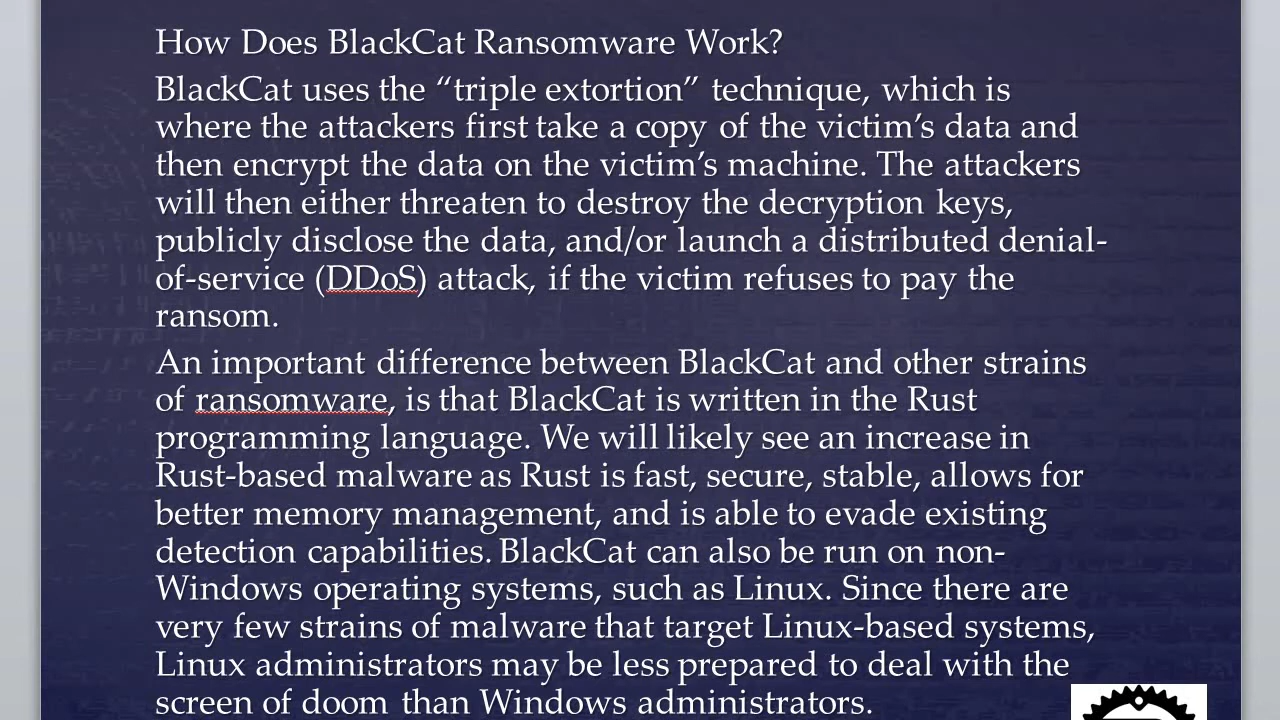 How Does BlackCat Ransomware Work?
BlackCat uses the “triple extortion” technique, which is
where the attackers first take a copy of the victim’s data and
then encrypt the data on the victim’s machine. The attackers
will then either threaten to destroy the decryption keys,
publicly disclose the data, and/or launch a distributed denial-
of-service (DDoS) attack, if the victim refuses to pay the
ransom.
An important difference between BlackCat and other strains
of ransomware, is that BlackCat is written in the Rust
programming language. We will likely see an increase in
Rust-based malware as Rust is fast, secure, stable, allows for
better memory management, and is able to evade existing
detection capabilities. BlackCat can also be run on non-
Windows operating systems, such as Linux. Since there are
very few strains of malware that target Linux-based systems,
Linux administrators may be less prepared to deal with the
screen of doom than Windows administrators.